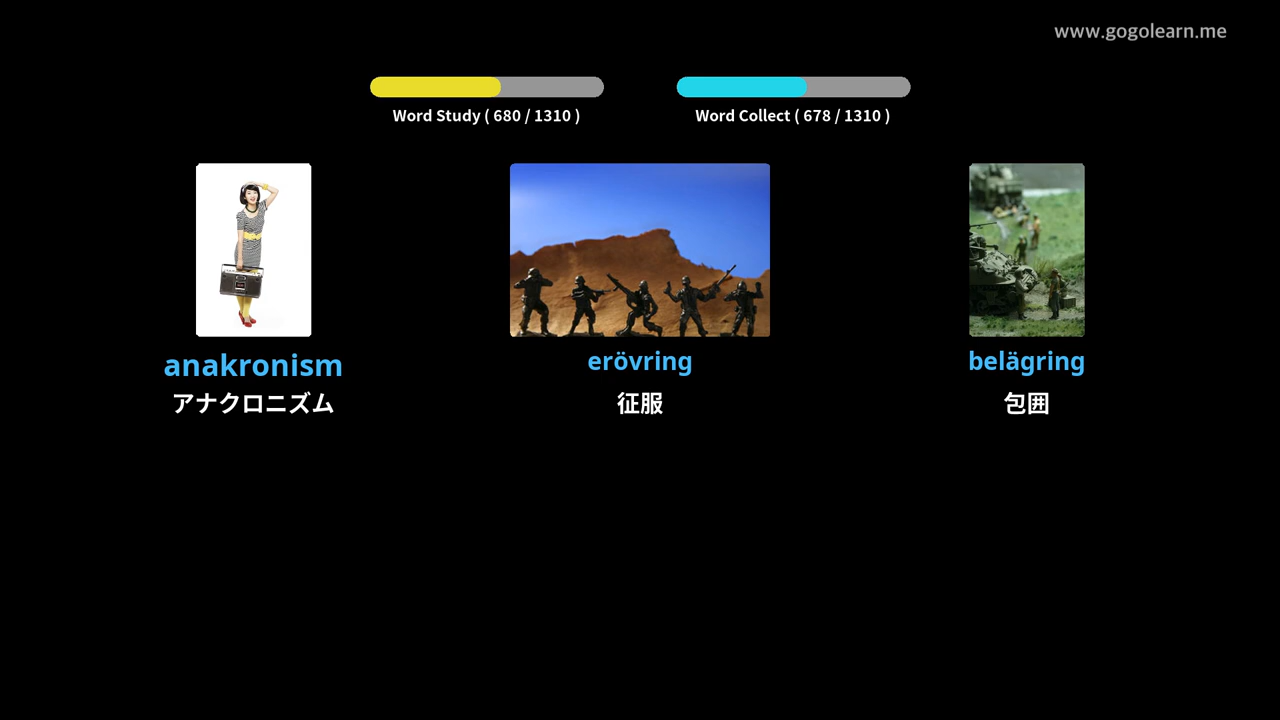 www.gogolearn.me
Word Study ( 680 / 1310 )
Word Collect ( 678 / 1310 )
anakronism
アナクロニズム
erövring
征服
belägring
包囲